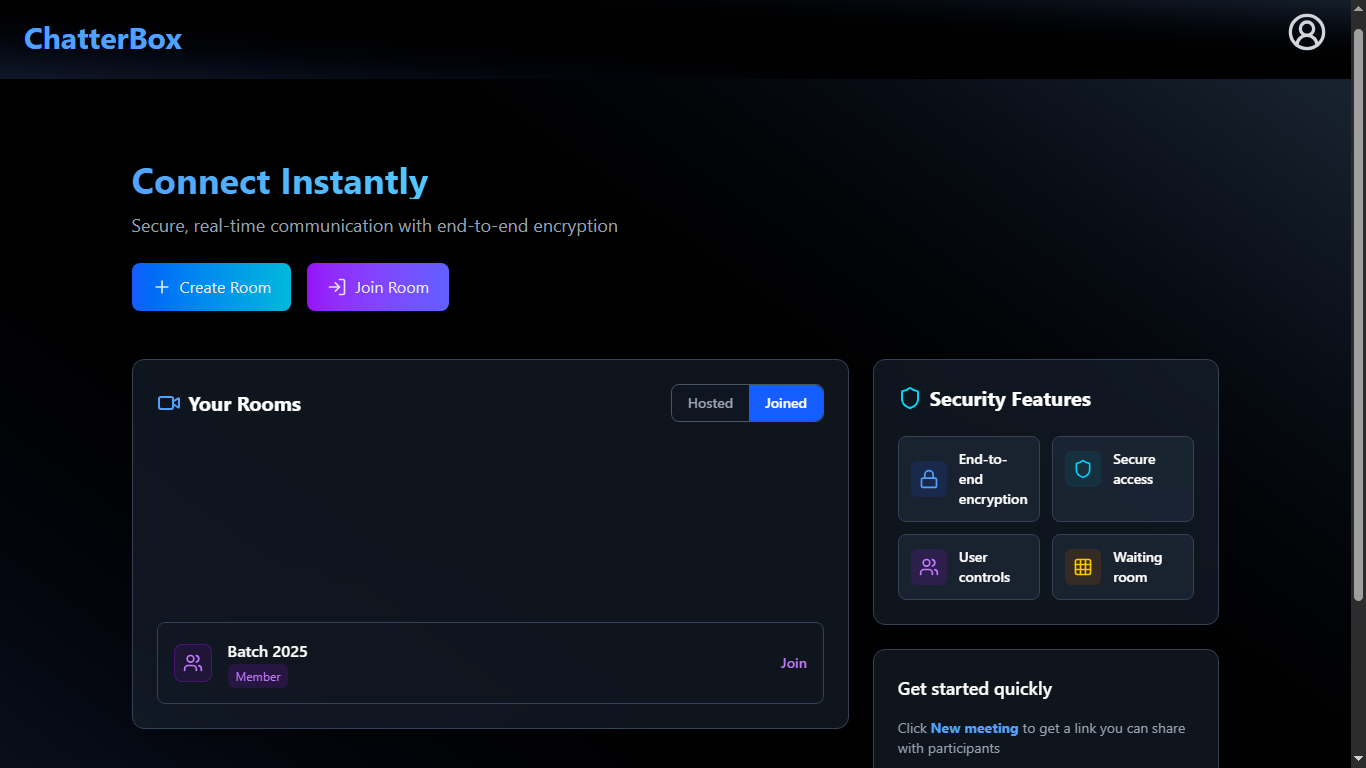 ChatterBox
Connect Instantly
Secure, real-time communication with end-to-end encryption
Create Room
Join Room
Your Rooms
Hosted
Joined
Batch 2025
Member
Join
Security Features
End-to-
end
encryption
Secure
access
User
controls
Waiting
room
Get started quickly
Click New meeting to get a link you can share
with participants